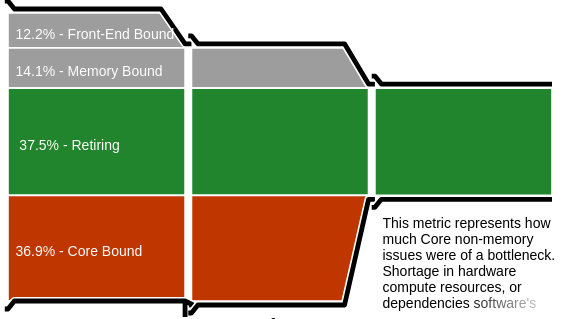 12.2% - Front-End Bound
14.1% - Memory Bound
37.5% - Retiring
36.9% - Core Bound
This metric represents how
much Core non-memory
issues were of a bottleneck.
Shortage in hardware
compute resources, or
dependencies software's